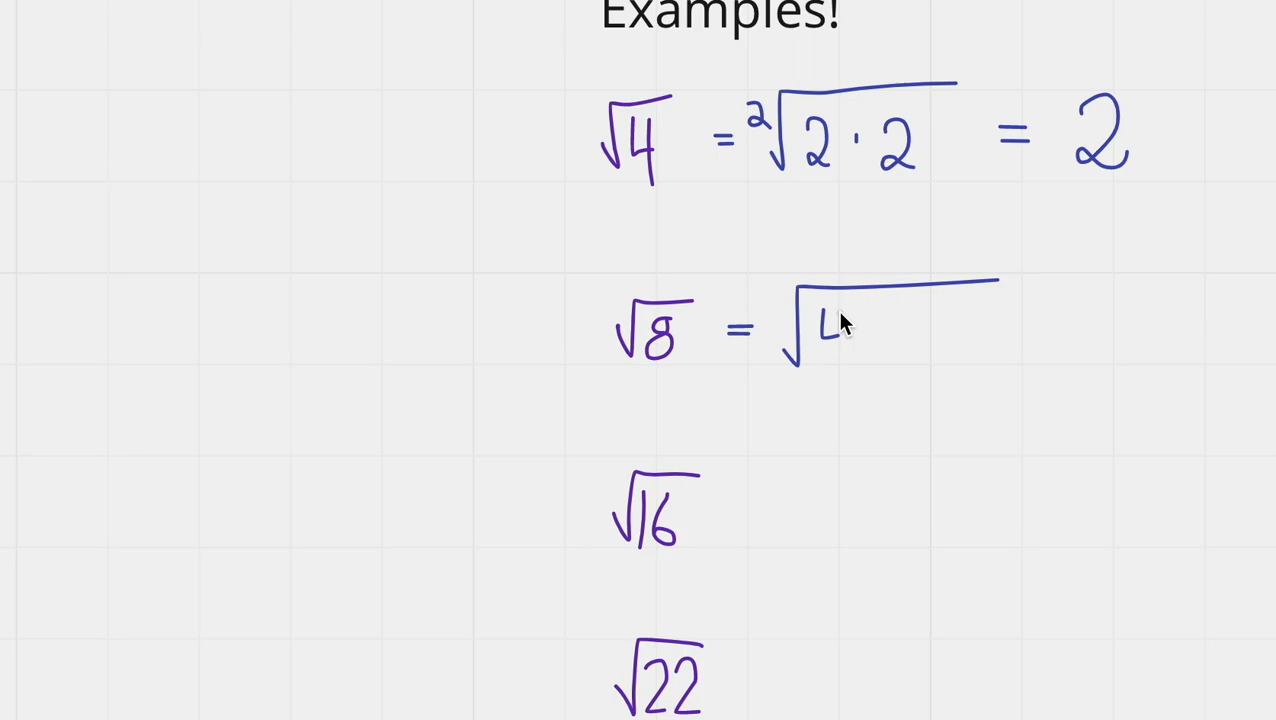 Examples!
√4 = ²√2 · 2 = 2
√8 = √4
√16
√22